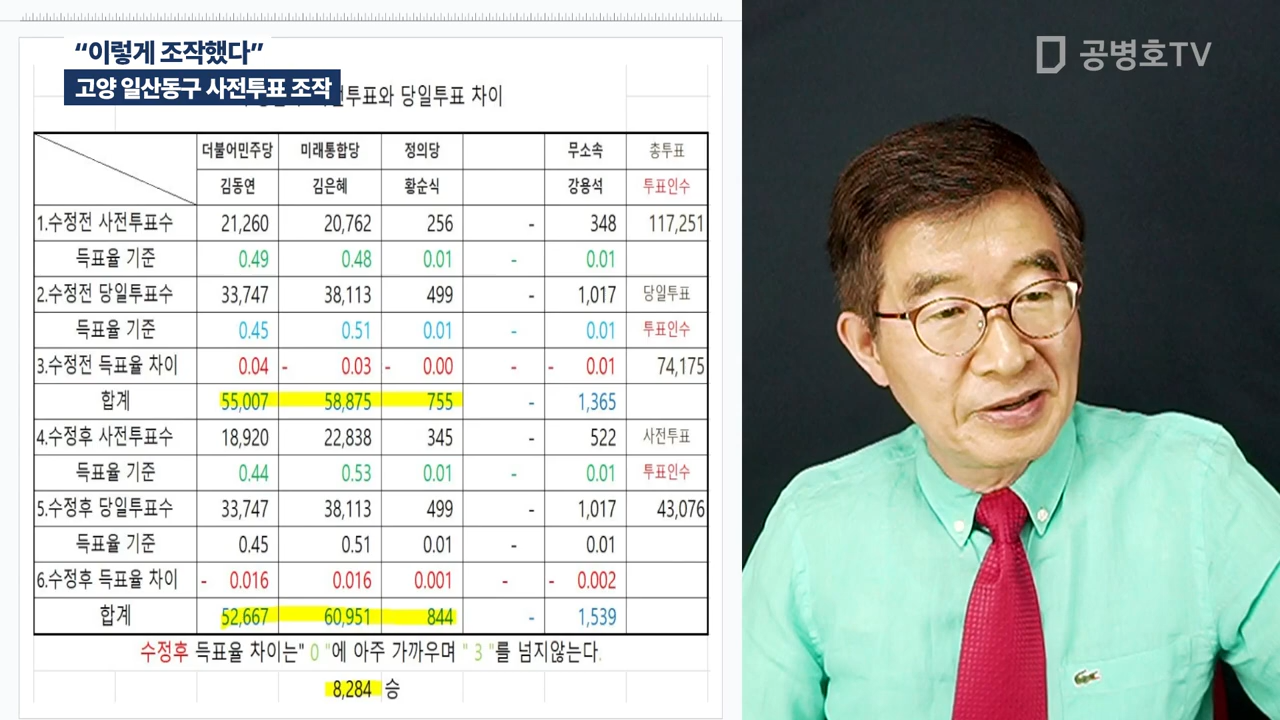 “이렇게 조작했다”
고양 일산동구 사전투표 조작
전투표와 당일투표 차이
공병호TV
더불어민주당 미래통합당 정의당 무소속 총투표
김동연 김은혜 황순식 강용석 투표인수
1.수정전 사전투표수 21,260 20,762 256 - 348 117,251
득표율 기준 0.49 0.48 0.01 - 0.01
2.수정전 당일투표수 33,747 38,113 499 - 1,017 당일투표
득표율 기준 0.45 0.51 0.01 - 0.01 투표인수
3.수정전 득표율 차이 0.04 - 0.03 - 0.00 - - 0.01 74,175
합계 55,007 58,875 755 - 1,365
4.수정후 사전투표수 18,920 22,838 345 - 522 사전투표
득표율 기준 0.44 0.53 0.01 - 0.01 투표인수
5.수정후 당일투표수 33,747 38,113 499 - 1,017 43,076
득표율 기준 0.45 0.51 0.01 - 0.01
6.수정후 득표율 차이 - 0.016 0.016 0.001 - - 0.002
합계 52,667 60,951 844 - 1,539
수정후 득표율 차이는" 0 "에 아주 가까우며 " 3 "를 넘지않는다.
8,284 승